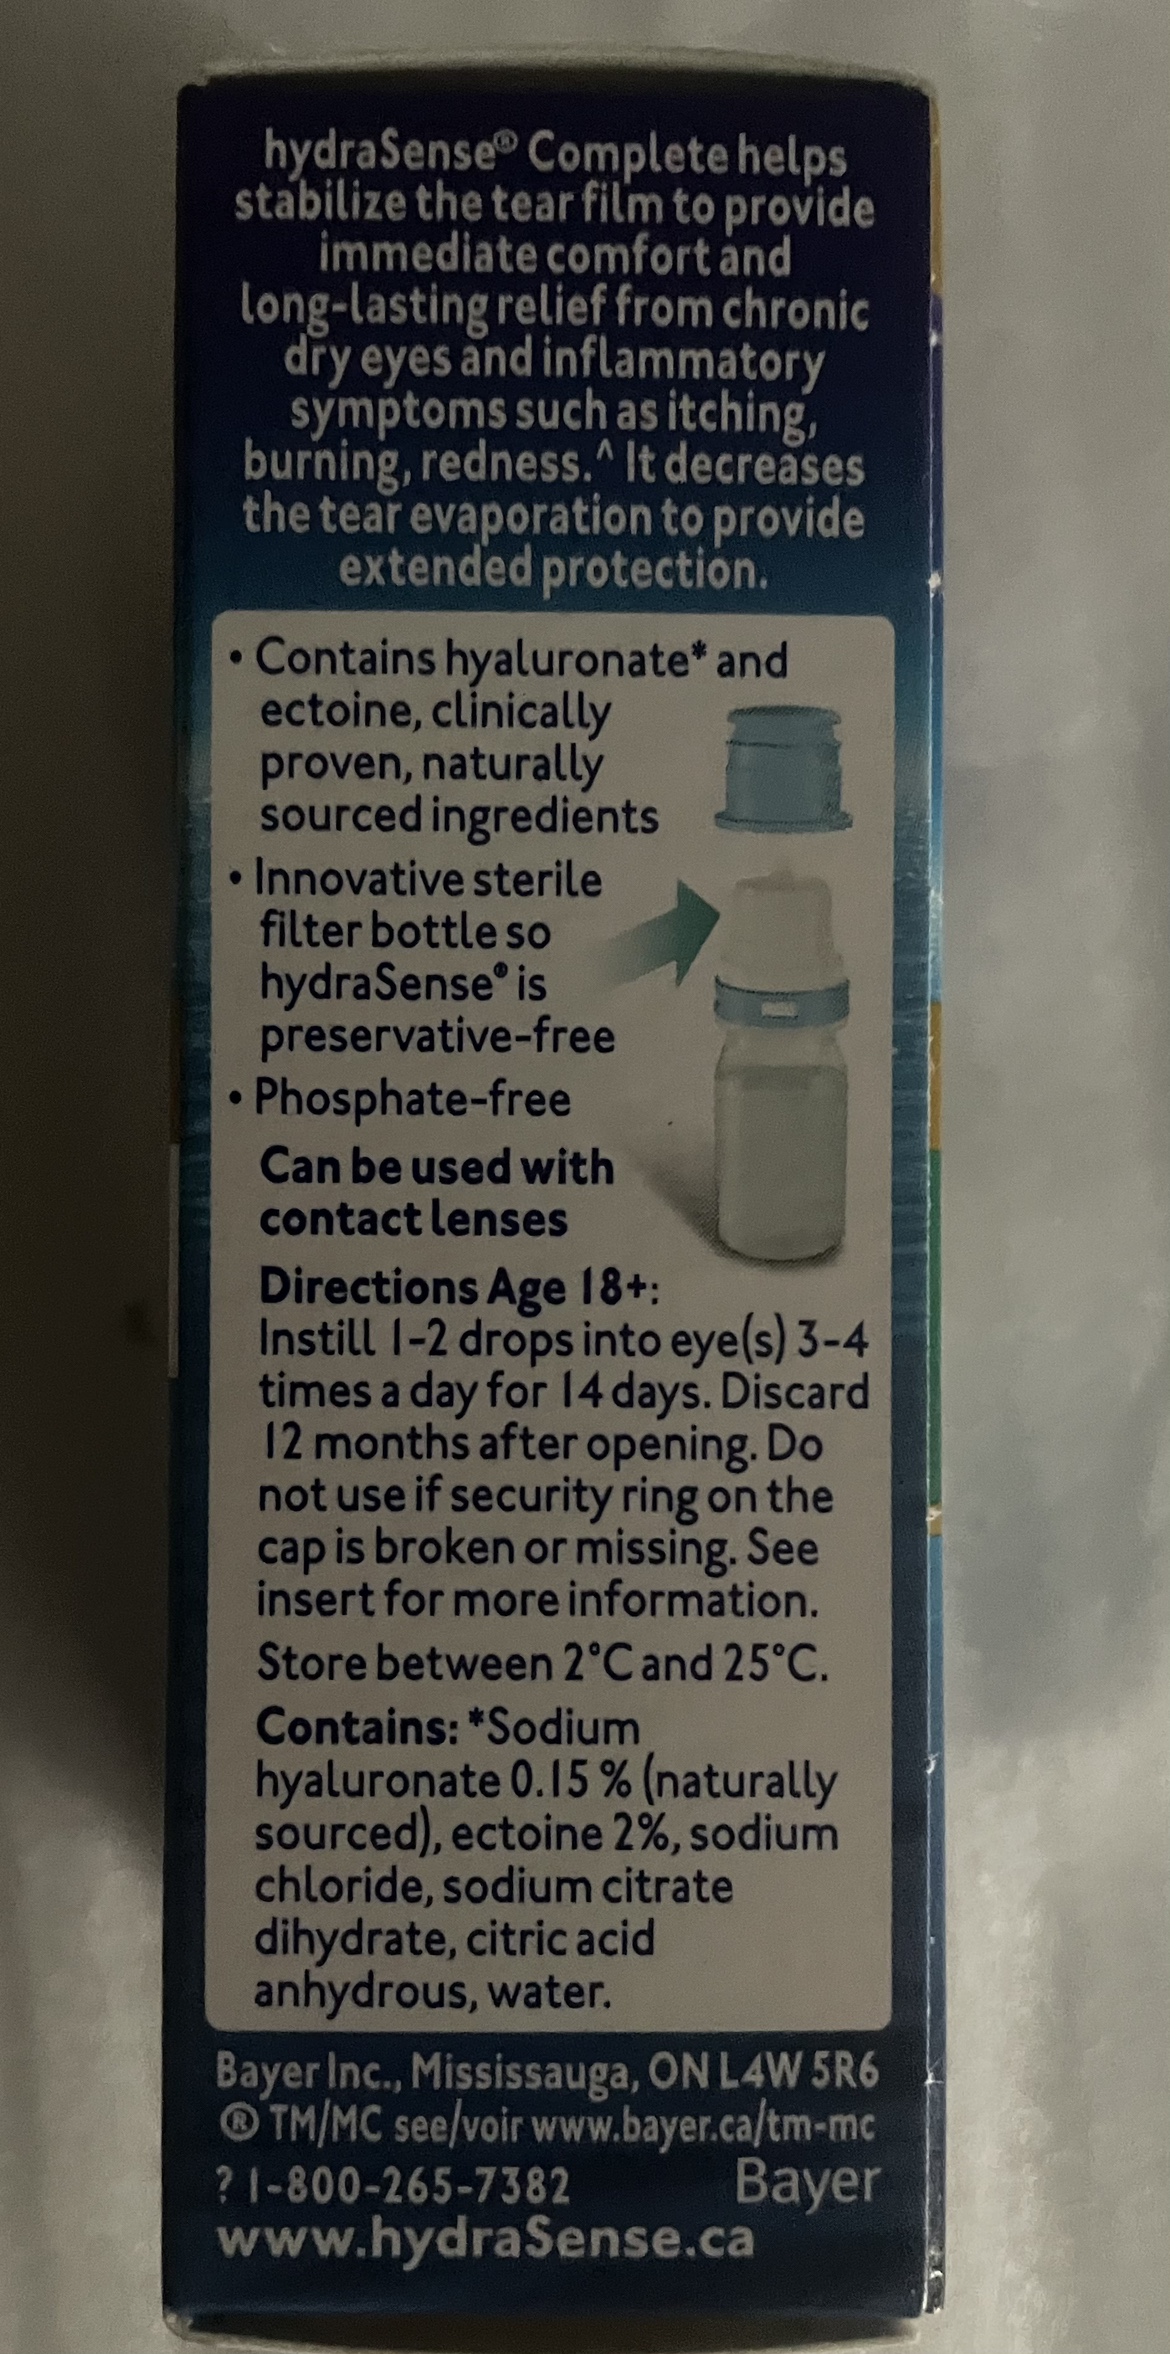 hydraSense® Complete helps
stabilize the tear film to provide
immediate comfort and
long-lasting relief from chronic
dry eyes and inflammatory
symptoms such as itching,
burning, redness.^ It decreases
the tear evaporation to provide
extended protection.
• Contains hyaluronate* and
ectoine, clinically
proven, naturally
sourced ingredients
• Innovative sterile
filter bottle so
hydraSense® is
preservative-free
• Phosphate-free
Can be used with
contact lenses
Directions Age 18+:
Instill 1-2 drops into eye(s) 3-4
times a day for 14 days. Discard
12 months after opening. Do
not use if security ring on the
cap is broken or missing. See
insert for more information.
Store between 2°C and 25°C.
Contains: *Sodium
hyaluronate 0.15 % (naturally
sourced), ectoine 2%, sodium
chloride, sodium citrate
dihydrate, citric acid
anhydrous, water.
Bayer Inc., Mississauga, ON L4W 5R6
® TM/MC see/voir www.bayer.ca/tm-mc
? 1-800-265-7382 Bayer
www.hydraSense.ca